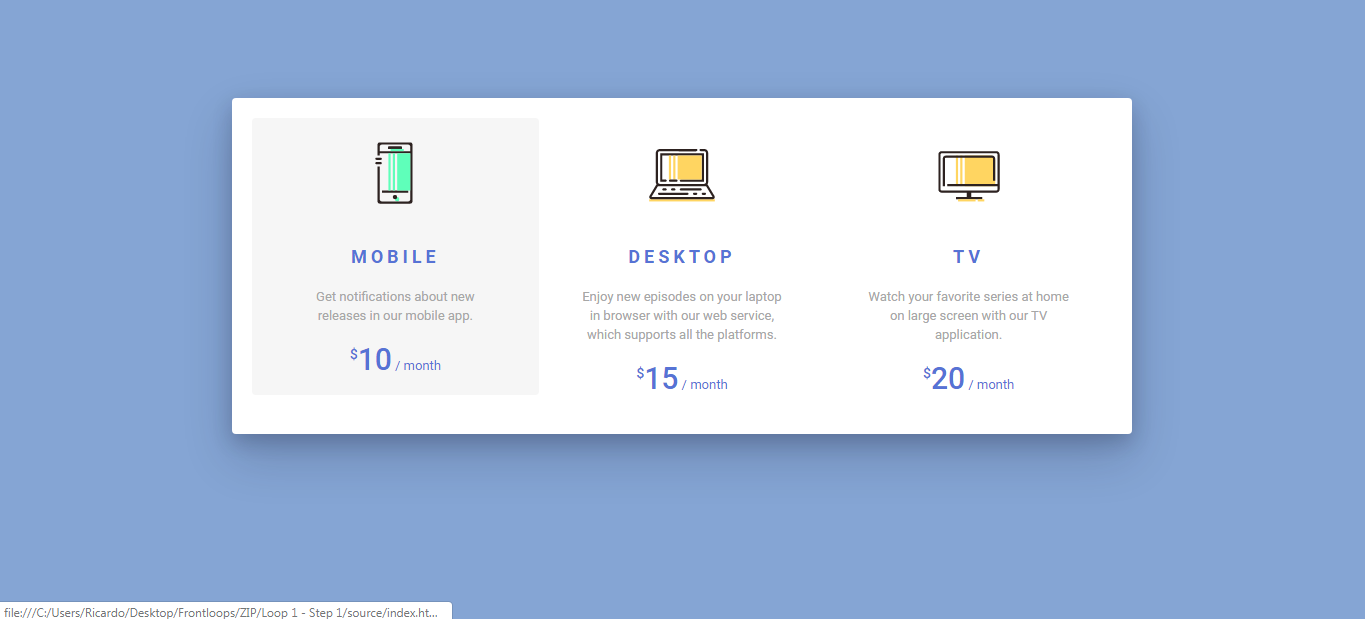 MOBILE
Get notifications about new
releases in our mobile app.
$10 / month
DESKTOP
Enjoy new episodes on your laptop
in browser with our web service,
which supports all the platforms.
$15 / month
TV
Watch your favorite series at home
on large screen with our TV
application.
$20 / month
file:///C:/Users/Ricardo/Desktop/Frontloops/ZIP/Loop 1 - Step 1/source/index.ht...